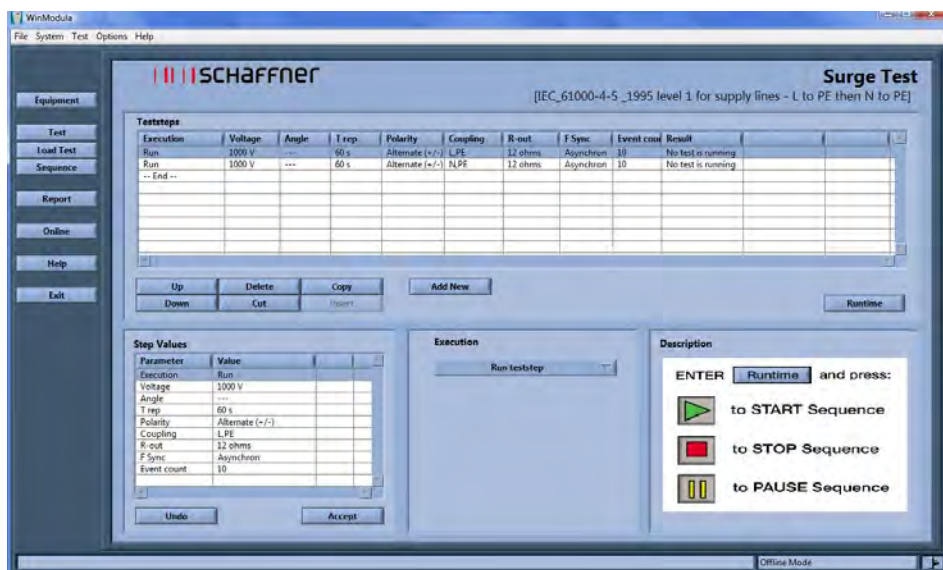 WinModula
File System Test Options Help
SCHaFFner
Surge Test
[IEC_61000-4-5 _1995 level 1 for supply lines - L to PE then N to PE]
Equipment
Test
Load Test
Sequence
Report
Online
Help
Exit
Teststeps
Execution Voltage Angle T rep Polarity Coupling R-out F Sync Event coun Result
Run 1000 V --- 60 s Alternate (+/-) L,PE 12 ohms Asynchron 10 No test is running
Run 1000 V --- 60 s Alternate (+/-) N,PE 12 ohms Asynchron 10 No test is running
-- End --
Up Delete Copy Add New
Down Cut Insert Runtime
Step Values
Parameter Value
Execution Run
Voltage 1000 V
Angle ---
T rep 60 s
Polarity Alternate (+/-)
Coupling L,PE
R-out 12 ohms
F Sync Asynchron
Event count 10
Undo Accept
Execution
Run teststep
Description
ENTER Runtime and press:
to START Sequence
to STOP Sequence
to PAUSE Sequence
Offline Mode